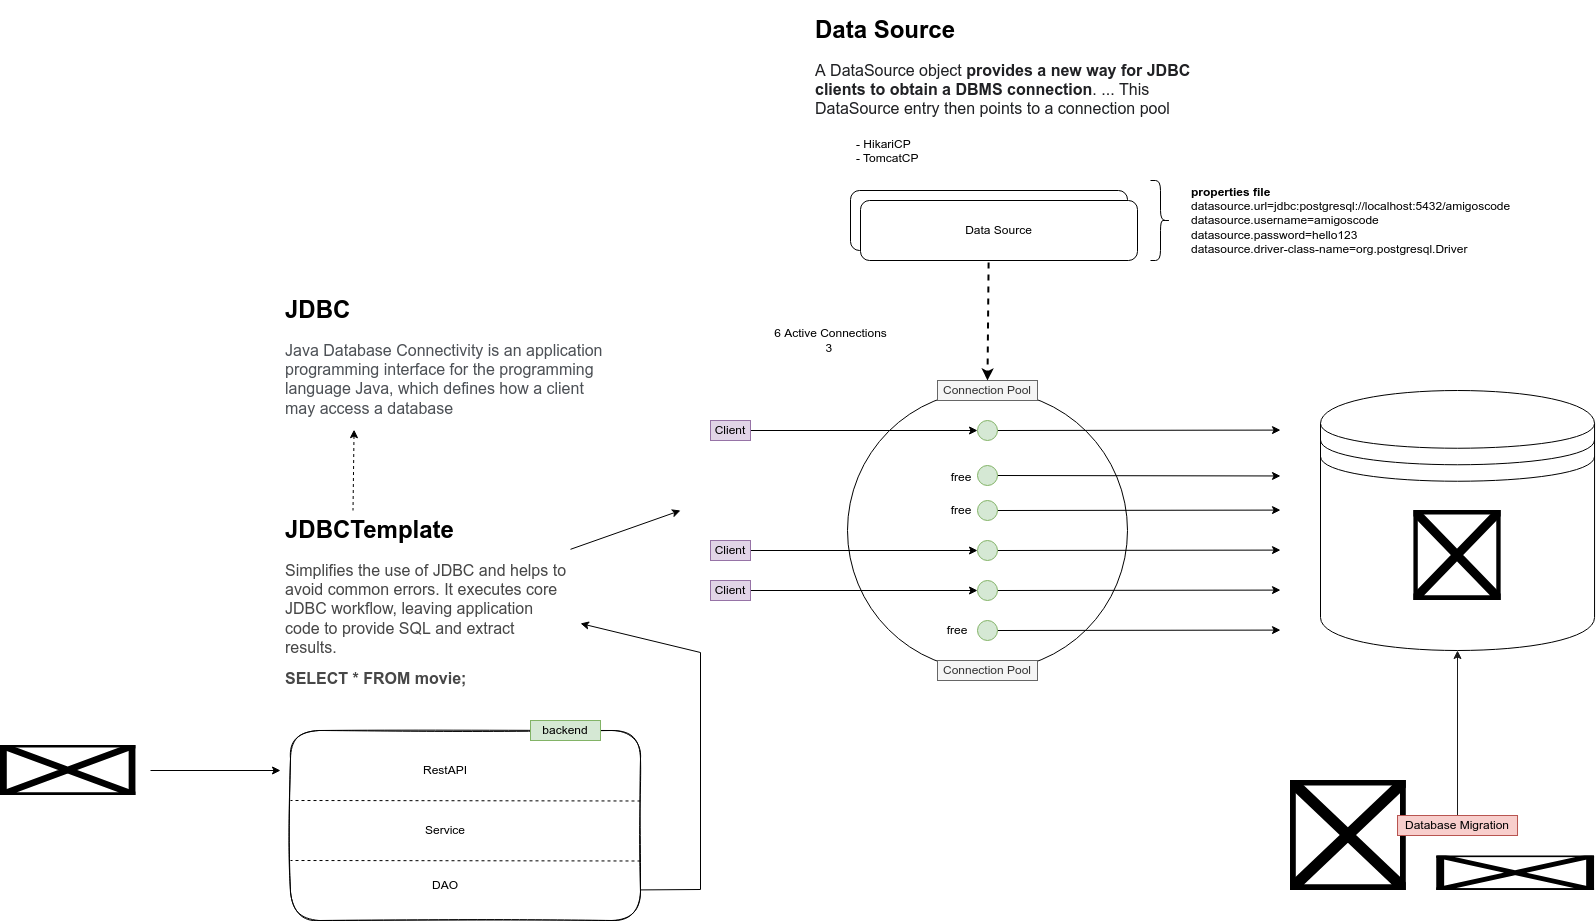 Data Source
A DataSource object provides a new way for JDBC
clients to obtain a DBMS connection. ... This
DataSource entry then points to a connection pool
- HikariCP
- TomcatCP
Data Source
properties file
datasource.url=jdbc:postgresql://localhost:5432/amigoscode
datasource.username=amigoscode
datasource.password=hello123
datasource.driver-class-name=org.postgresql.Driver
JDBC
Java Database Connectivity is an application
programming interface for the programming
language Java, which defines how a client
may access a database
6 Active Connections
3
Connection Pool
Client
free
free
Client
Client
free
Connection Pool
JDBCTemplate
Simplifies the use of JDBC and helps to
avoid common errors. It executes core
JDBC workflow, leaving application
code to provide SQL and extract
results.
SELECT * FROM movie;
backend
RestAPI
Service
DAO
Database Migration